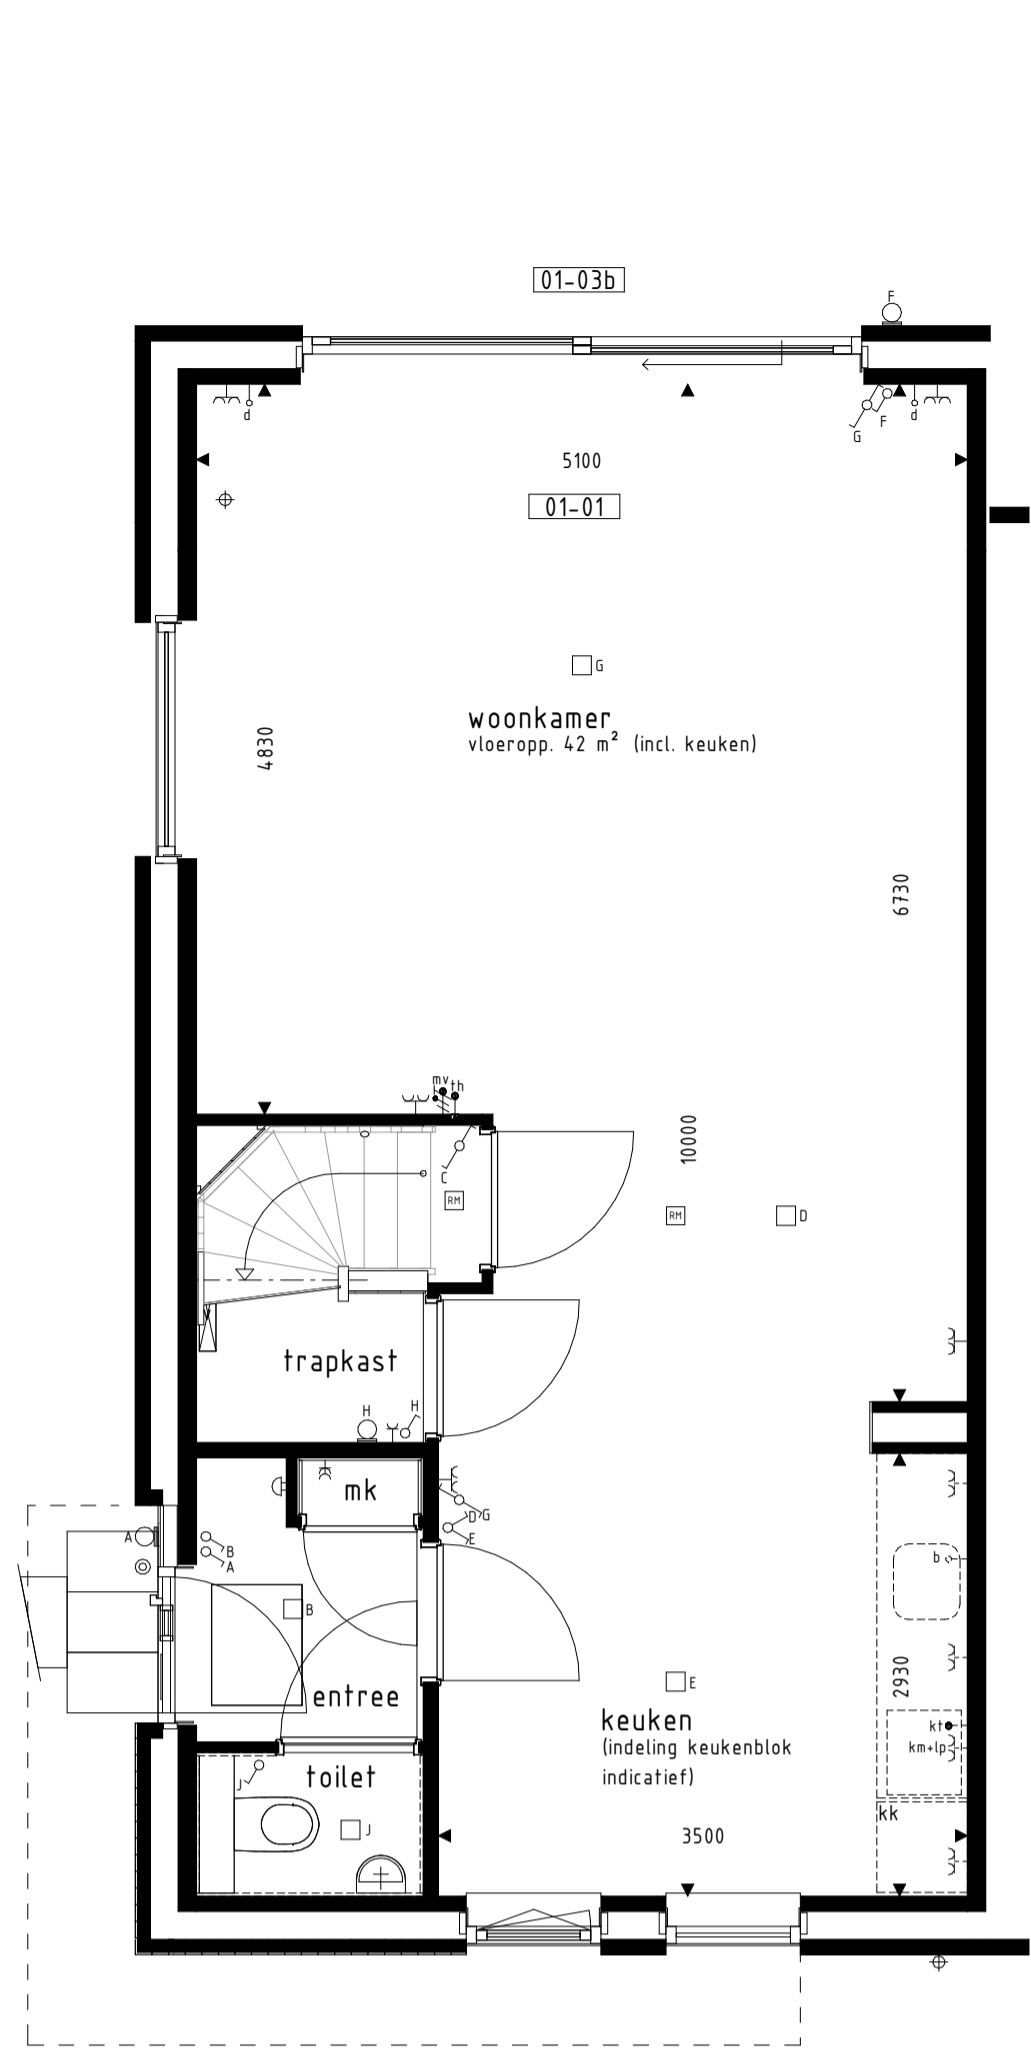 01-03b
F
d
G
F
d
5100
01-01
G
woonkamer
vloeropp. 42 m² (incl. keuken)
4830
6730
mv
th
10000
C
RM
RM
D
trapkast
H
H
mk
G
D
E
A
B
A
b
B
2930
E
entree
keuken
(indeling keukenblok
indicatief)
kt
km+lp
toilet
J
J
kk
3500